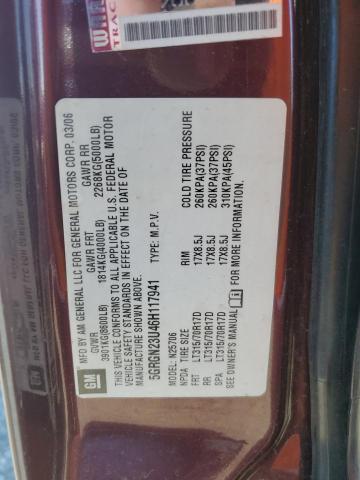 GM
MFD BY AM GENERAL LLC FOR GENERAL MOTORS CORP. 03/06
GVWR GAWR FRT GAWR RR
3901KG(8600LB) 1814KG(4000LB) 2268KG(5000LB)
THIS VEHICLE CONFORMS TO ALL APPLICABLE U.S. FEDERAL MOTOR
VEHICLE SAFETY STANDARDS IN EFFECT ON THE DATE OF
MANUFACTURE SHOWN ABOVE.
5GRGN23U46H117941 TYPE: M.P.V.
MODEL: N25706
NPDA TIRE SIZE RIM COLD TIRE PRESSURE
FRT LT315/70R17D 17X8.5J 260KPA(37PSI)
RR LT315/70R17D 17X8.5J 260KPA(37PSI)
SPA LT315/70R17D 17X8.5J 310KPA(45PSI)
SEE OWNER'S MANUAL FOR MORE INFORMATION.
TRAC